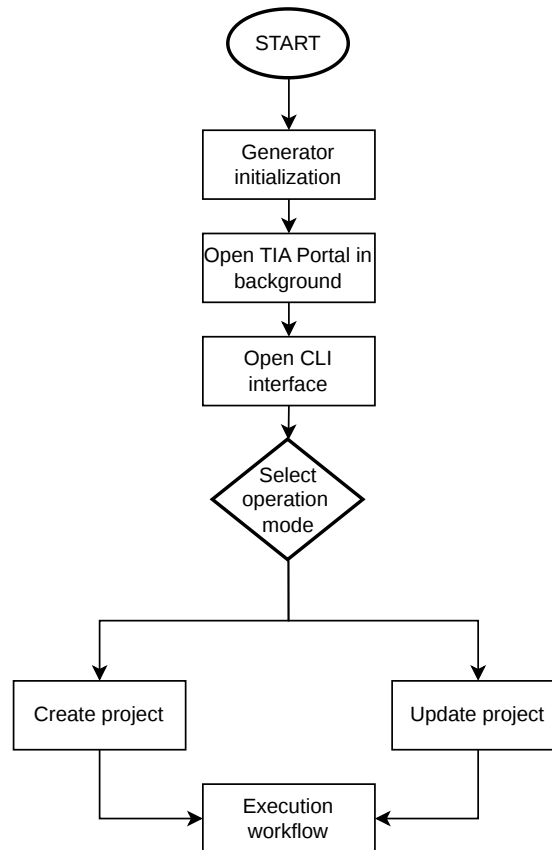 START
Generator
initialization
Open TIA Portal in
background
Open CLI
interface
Select
operation
mode
Create project
Update project
Execution
workflow